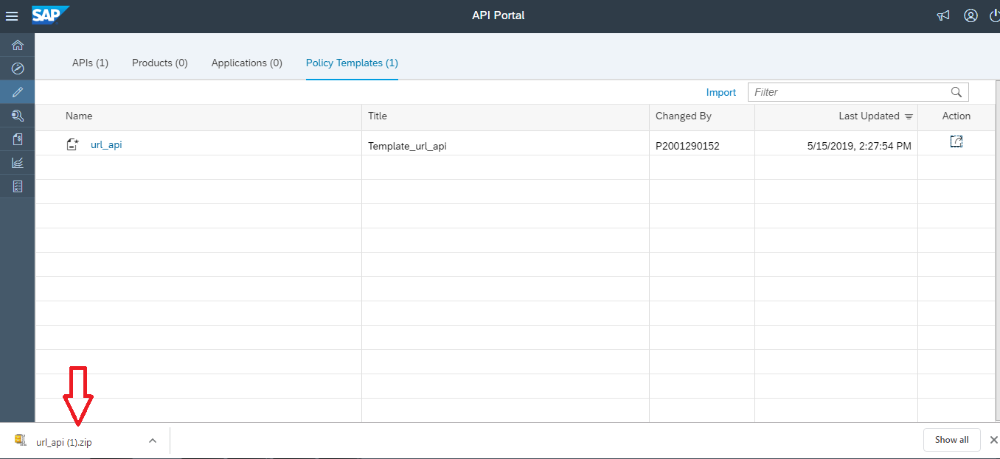 SAP
API Portal
APIs (1) Products (0) Applications (0) Policy Templates (1)
Import Filter
Name Title Changed By Last Updated Action
url_api Template_url_api P2001290152 5/15/2019, 2:27:54 PM
url_api (1).zip Show all